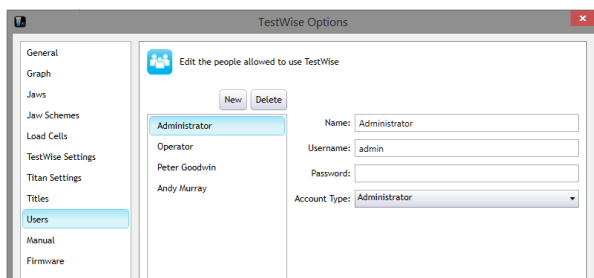 TestWise Options
General
Graph
Jaws
Jaw Schemes
Load Cells
TestWise Settings
Titan Settings
Titles
Users
Manual
Firmware
Edit the people allowed to use TestWise
New Delete
Administrator
Operator
Peter Goodwin
Andy Murray
Name: Administrator
Username: admin
Password:
Account Type: Administrator